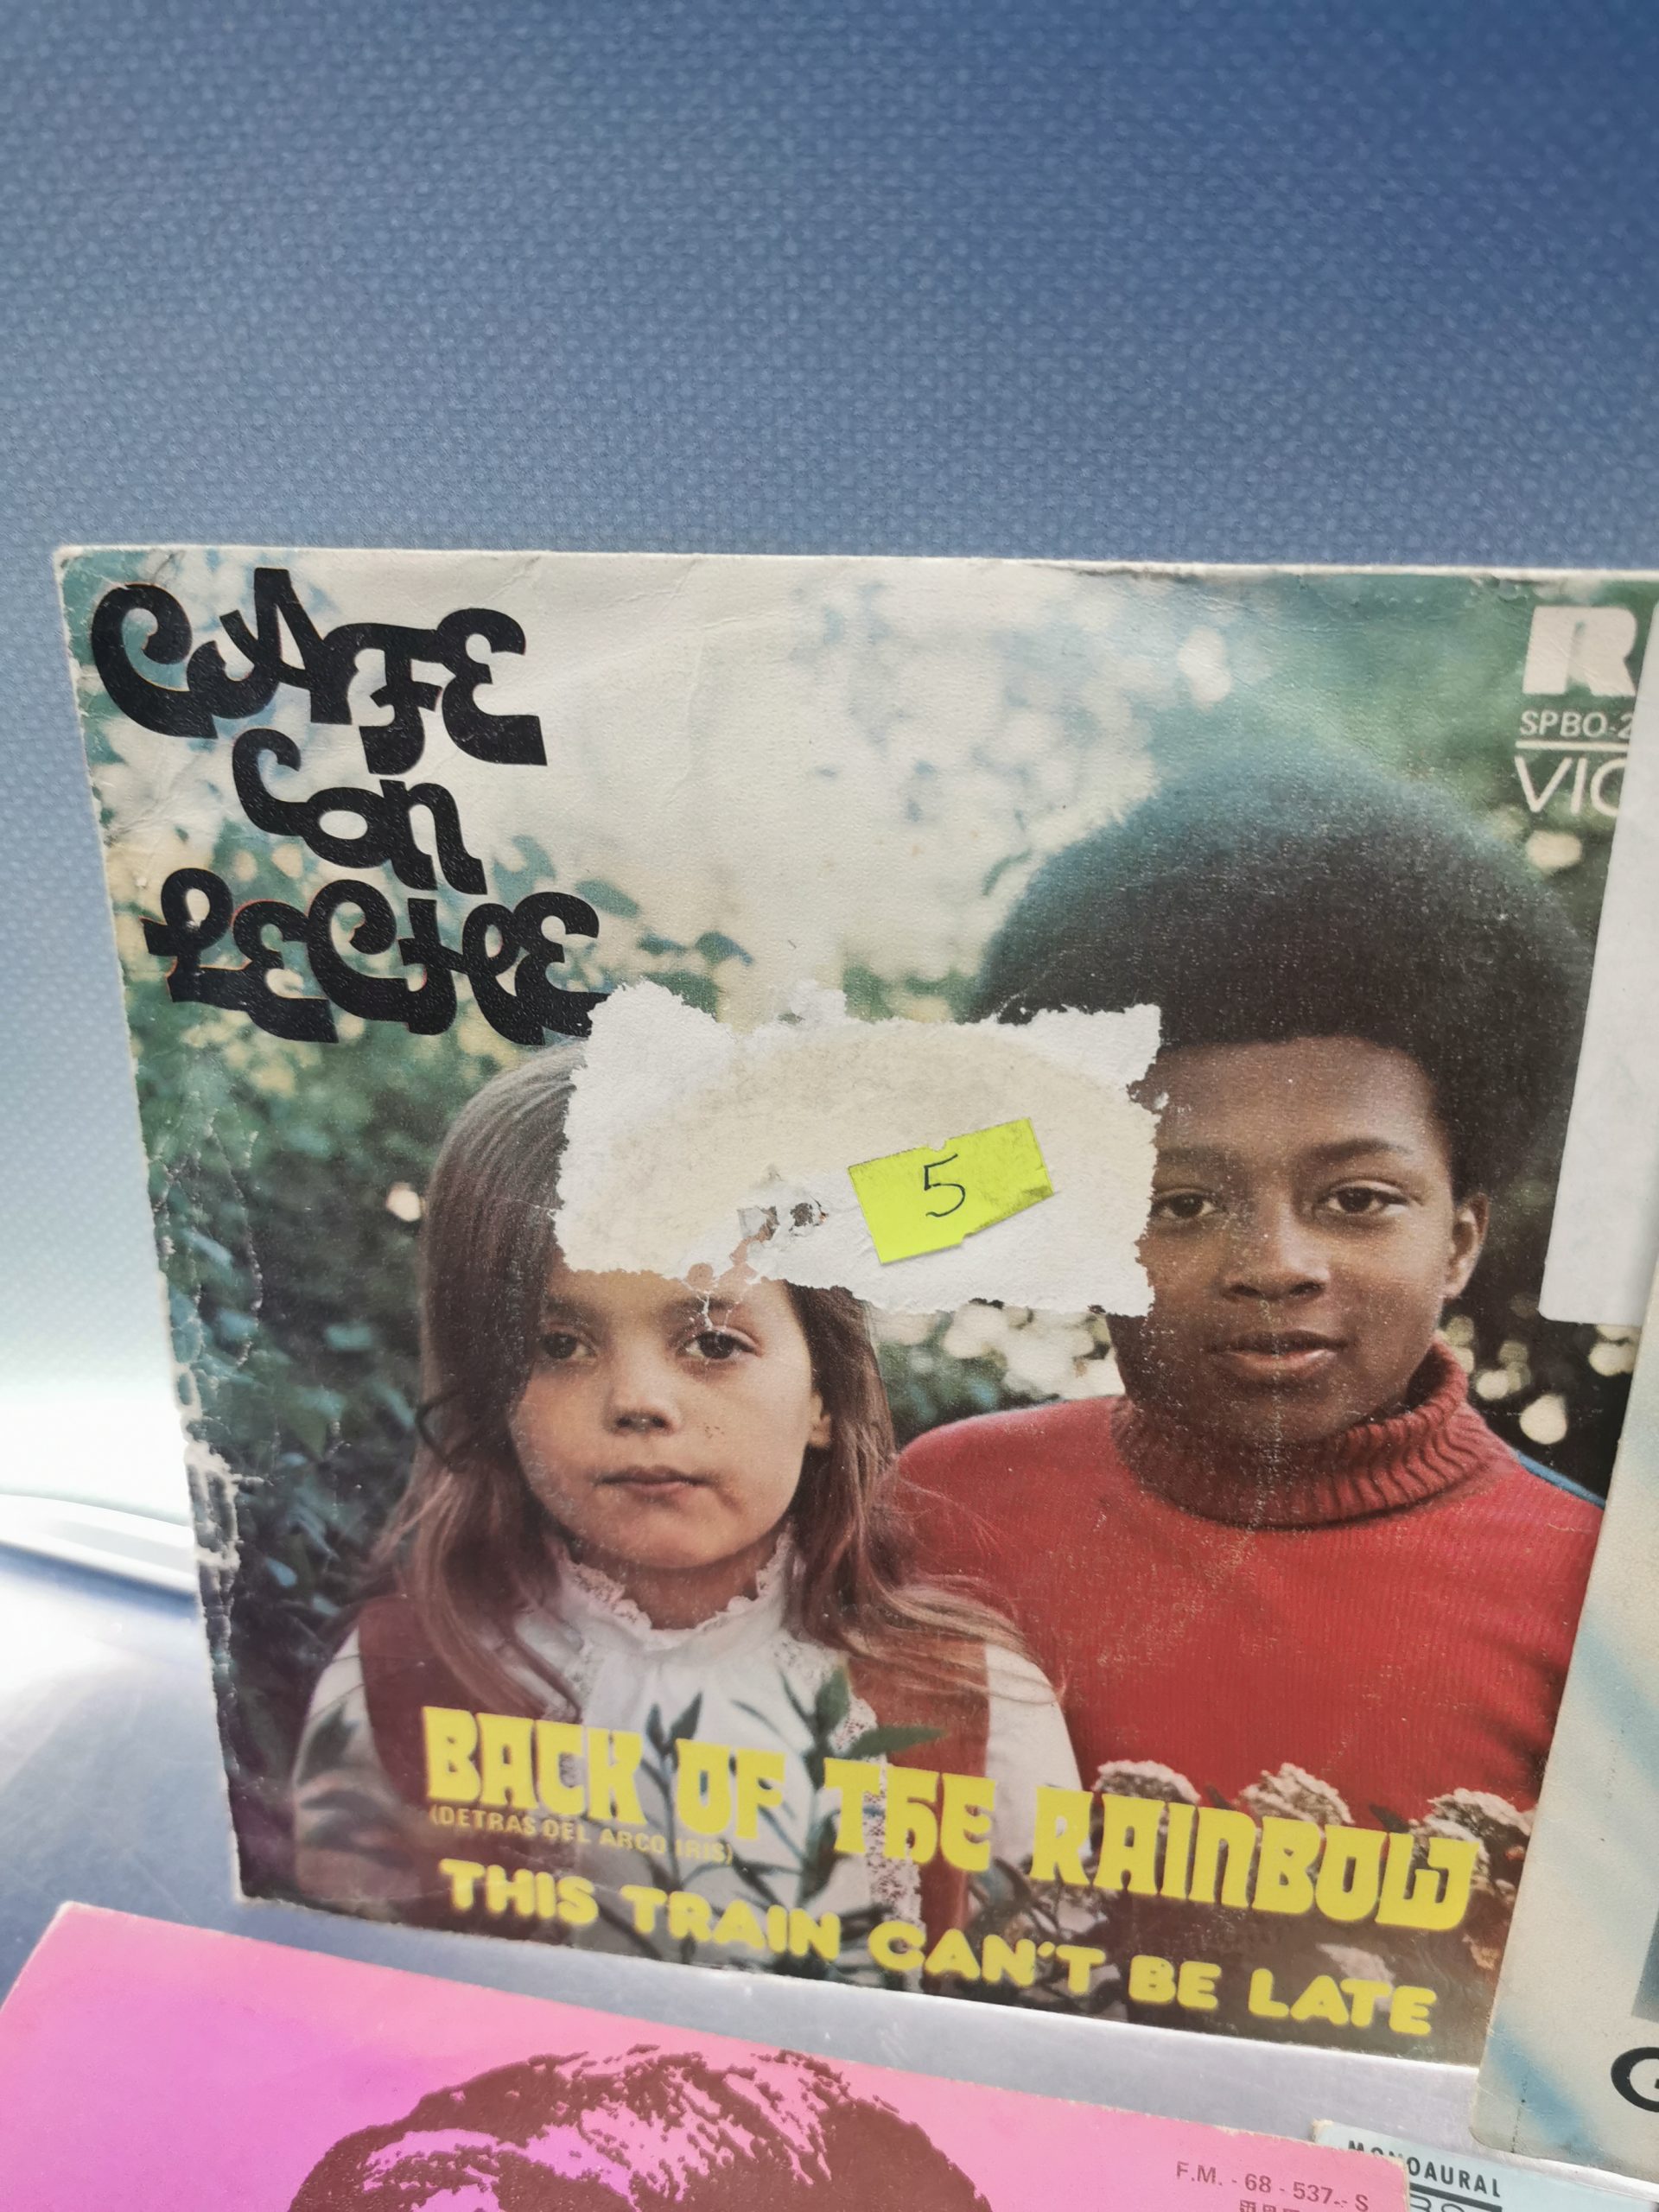 CAFE
Con
LECHE
R
SPBO-2
VIC
5
BACK OF THE RAINBOW
(DETRAS DEL ARCO IRIS)
THIS TRAIN CAN'T BE LATE
G
F.M. - 68 - 537.- S
MONOAURAL